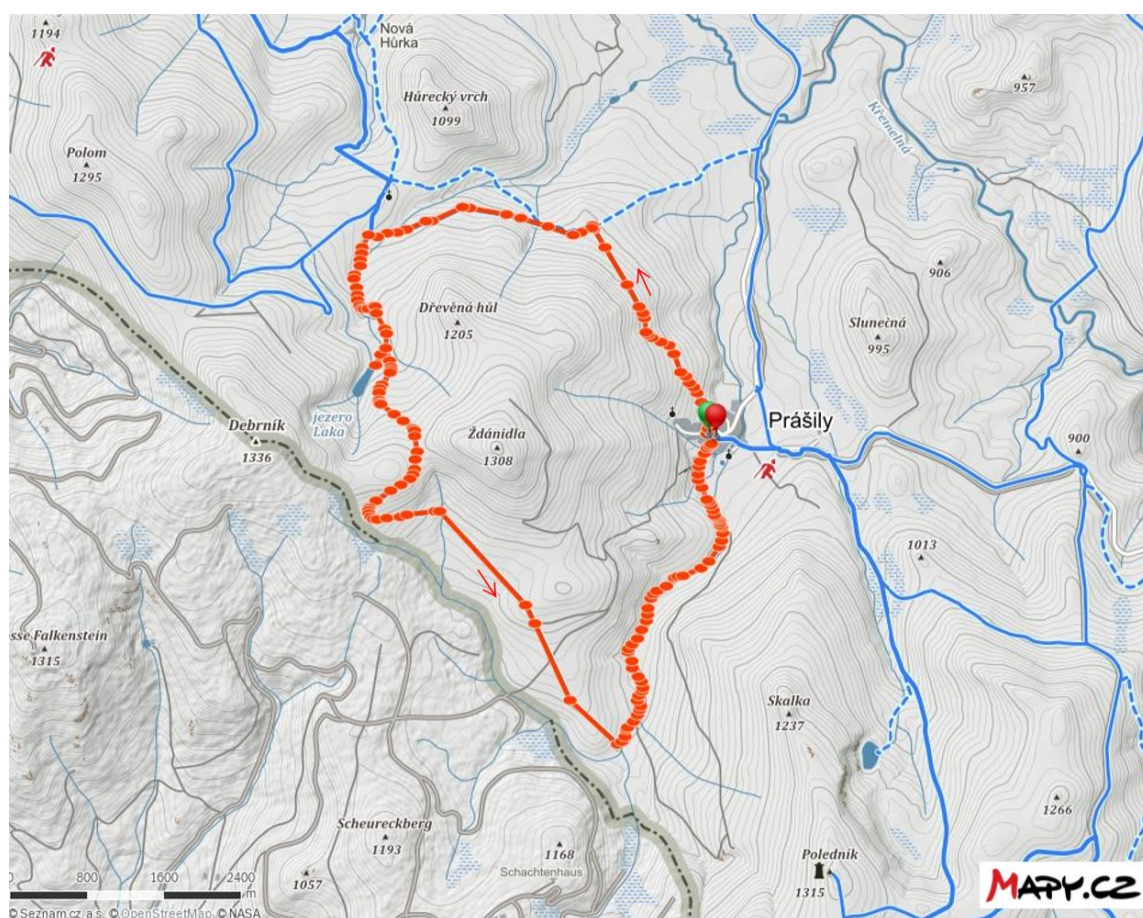 1194
Nová
Hůrka
957
Hůrecký vrch
1099
Křemelná
Polom
1295
906
Dřevěná hůl
1205
Slunečná
995
jezero
Laka
Prášily
Debrník
1336
Ždánidla
1308
900
1013
sse Falkenstein
1315
Skalka
1237
1266
Scheureckberg
1193
1168
Schachtenhaus
1057
Poledník
1315
800 1600 2400
m
© Seznam.cz, a.s., © OpenStreetMap, © NASA
MAPY.CZ